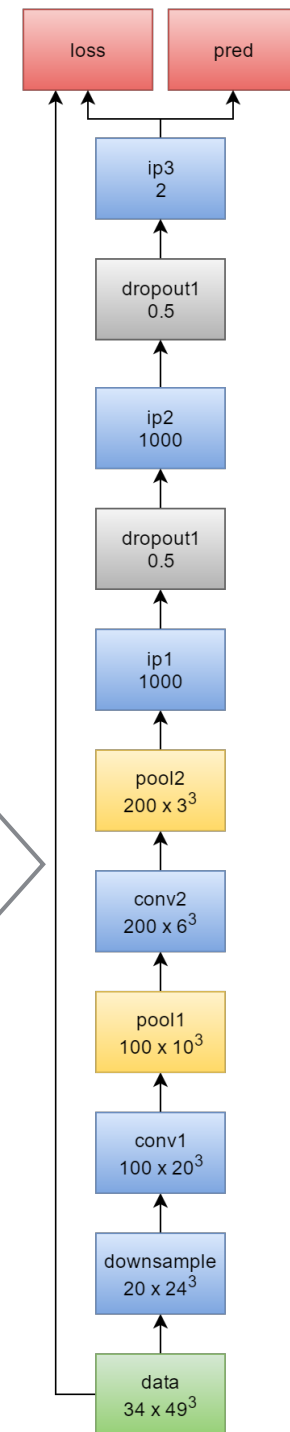 loss
pred
ip3
2
dropout1
0.5
ip2
1000
dropout1
0.5
ip1
1000
pool2
200 x 3³
conv2
200 x 6³
pool1
100 x 10³
conv1
100 x 20³
downsample
20 x 24³
data
34 x 49³